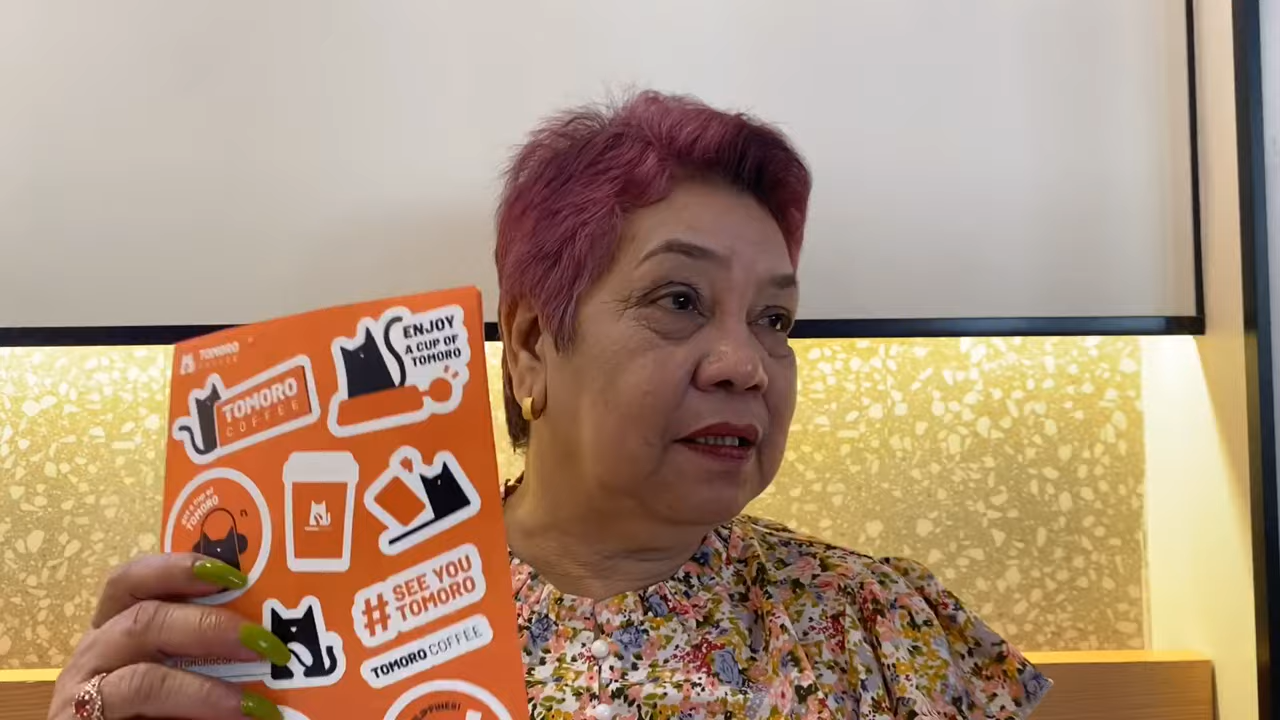 TOMORO
COFFEE
ENJOY
A CUP OF
TOMORO
TOMORO
COFFEE
TOMORO
# SEE YOU
TOMORO
TOMORO COFFEE